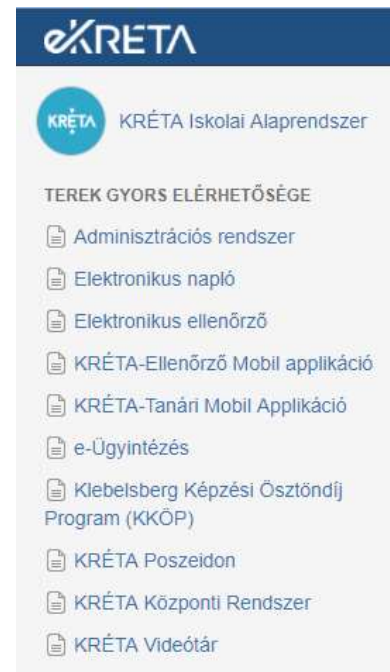 eKRÉTA
KRÉTA
KRÉTA Iskolai Alaprendszer
TEREK GYORS ELÉRHETŐSÉGE
Adminisztrációs rendszer
Elektronikus napló
Elektronikus ellenőrző
KRÉTA-Ellenőrző Mobil applikáció
KRÉTA-Tanári Mobil Applikáció
e-Ügyintézés
Klebelsberg Képzési Ösztöndíj
Program (KKÖP)
KRÉTA Poszeidon
KRÉTA Központi Rendszer
KRÉTA Videótár